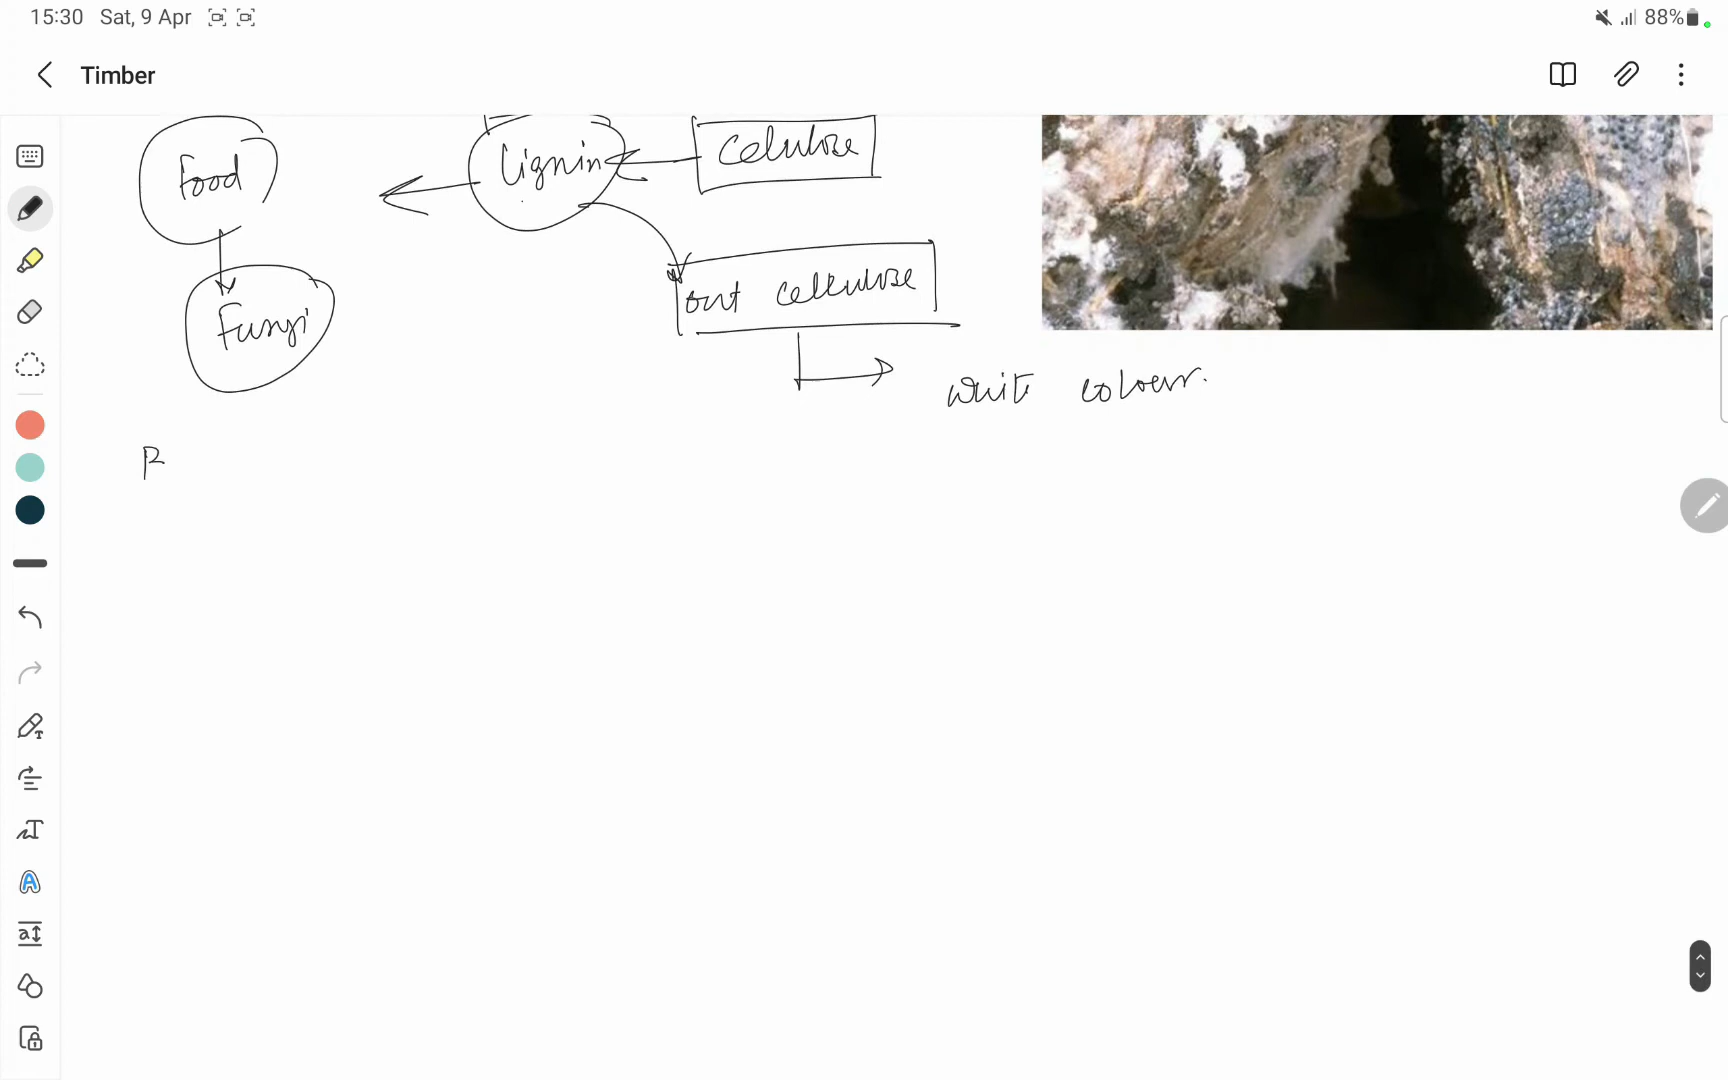 15:30 Sat, 9 Apr
88%
Timber
Food
Lignin
Celulose
Fungi
out cellulose
white colour.
R